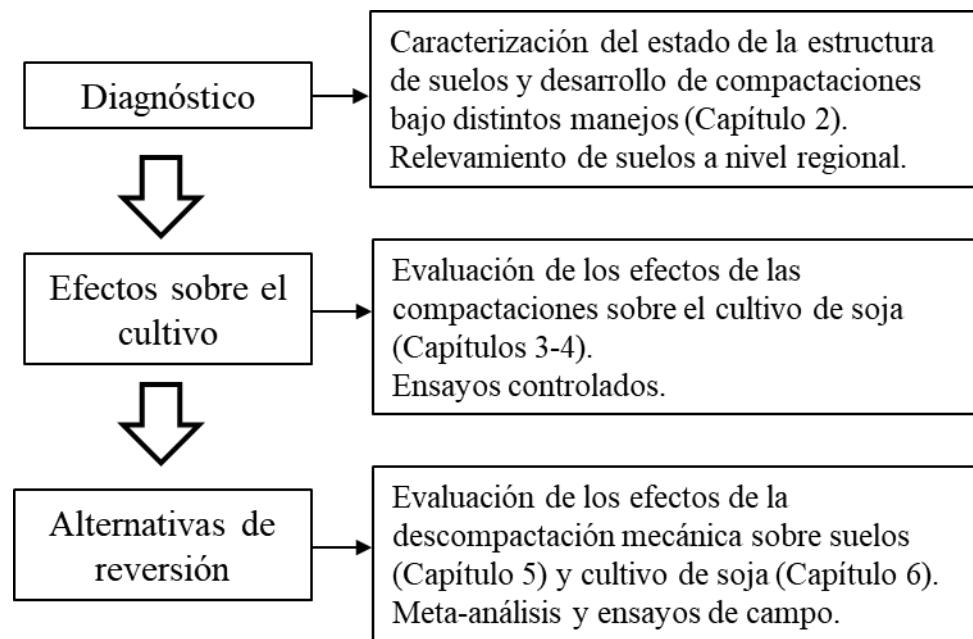 Diagnóstico
Caracterización del estado de la estructura
de suelos y desarrollo de compactaciones
bajo distintos manejos (Capítulo 2).
Relevamiento de suelos a nivel regional.
Efectos sobre el
cultivo
Evaluación de los efectos de las
compactaciones sobre el cultivo de soja
(Capítulos 3-4).
Ensayos controlados.
Alternativas de
reversión
Evaluación de los efectos de la
descompactación mecánica sobre suelos
(Capítulo 5) y cultivo de soja (Capítulo 6).
Meta-análisis y ensayos de campo.